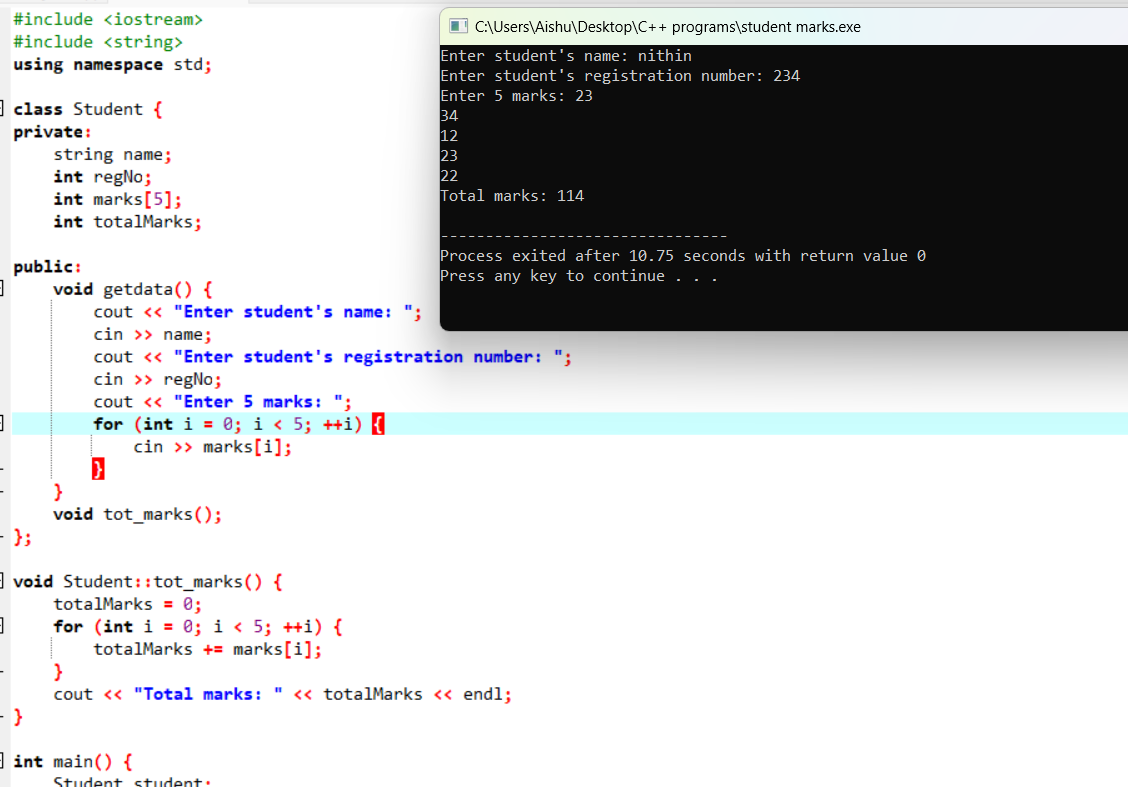 #include <iostream>
#include <string>
using namespace std;
class Student {
private:
string name;
int regNo;
int marks[5];
int totalMarks;
public:
void getdata() {
cout << "Enter student's name: ";
cin >> name;
cout << "Enter student's registration number: ";
cin >> regNo;
cout << "Enter 5 marks: ";
for (int i = 0; i < 5; ++i) {
cin >> marks[i];
}
}
void tot_marks();
};
void Student::tot_marks() {
totalMarks = 0;
for (int i = 0; i < 5; ++i) {
totalMarks += marks[i];
}
cout << "Total marks: " << totalMarks << endl;
}
int main() {
Student student;
C:\Users\Aishu\Desktop\C++ programs\student marks.exe
Enter student's name: nithin
Enter student's registration number: 234
Enter 5 marks: 23
34
12
23
22
Total marks: 114
--------------------------------
Process exited after 10.75 seconds with return value 0
Press any key to continue . . .